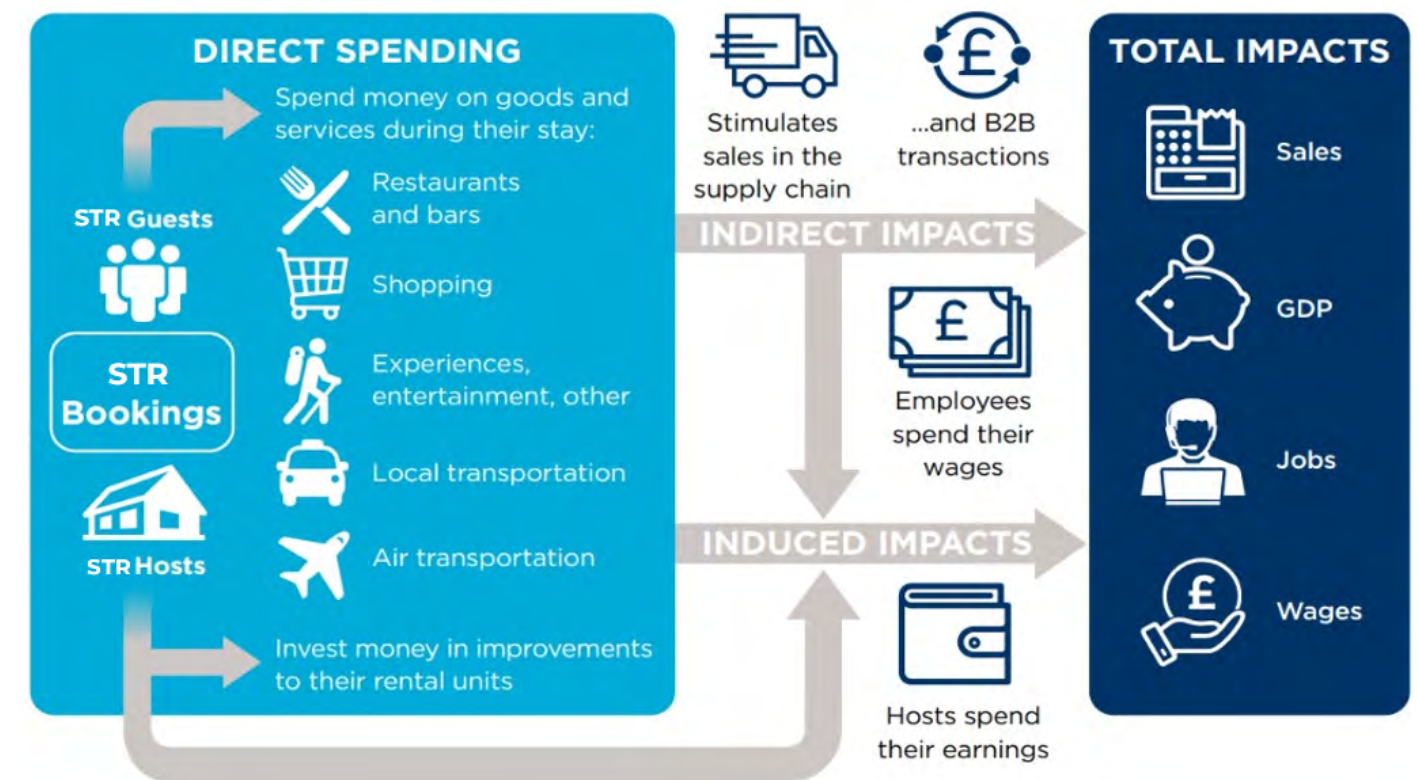 DIRECT SPENDING
Spend money on goods and
services during their stay:
STR Guests
Restaurants
and bars
Shopping
STR
Bookings
Experiences,
entertainment, other
Local transportation
STR Hosts
Air transportation
Invest money in improvements
to their rental units
Stimulates
sales in the
supply chain
...and B2B
transactions
£
INDIRECT IMPACTS
£
Employees
spend their
wages
INDUCED IMPACTS
Hosts spend
their earnings
TOTAL IMPACTS
Sales
GDP
Jobs
£
Wages